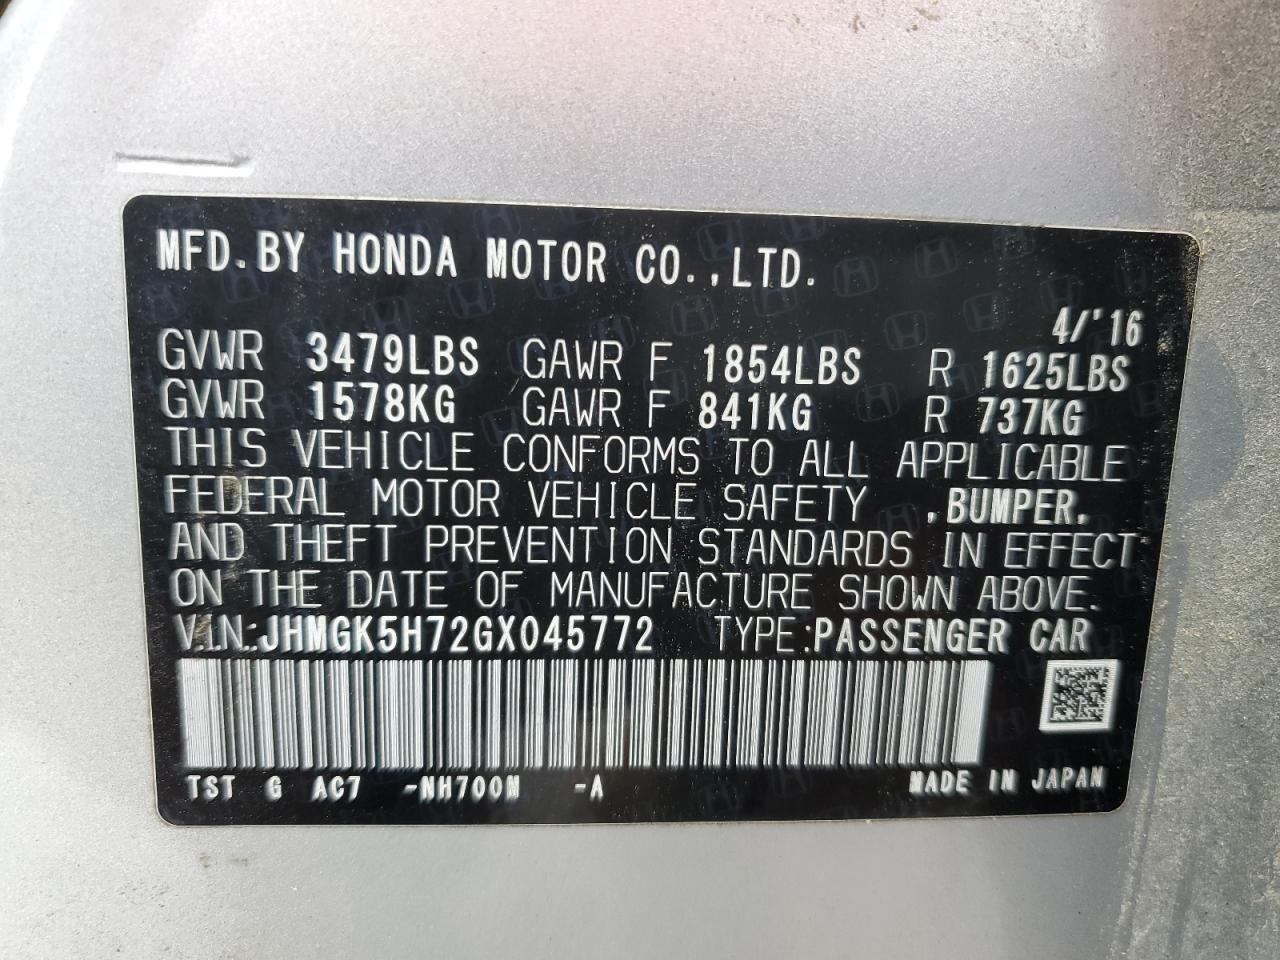 MFD.BY HONDA MOTOR CO.,LTD.
4/'16
GVWR 3479LBS GAWR F 1854LBS R 1625LBS
GVWR 1578KG GAWR F 841KG R 737KG
THIS VEHICLE CONFORMS TO ALL APPLICABLE
FEDERAL MOTOR VEHICLE SAFETY ,BUMPER,
AND THEFT PREVENTION STANDARDS IN EFFECT
ON THE DATE OF MANUFACTURE SHOWN ABOVE.
V.I.N.:JHMGK5H72GX045772 TYPE:PASSENGER CAR
TST G AC7 -NH700M -A MADE IN JAPAN